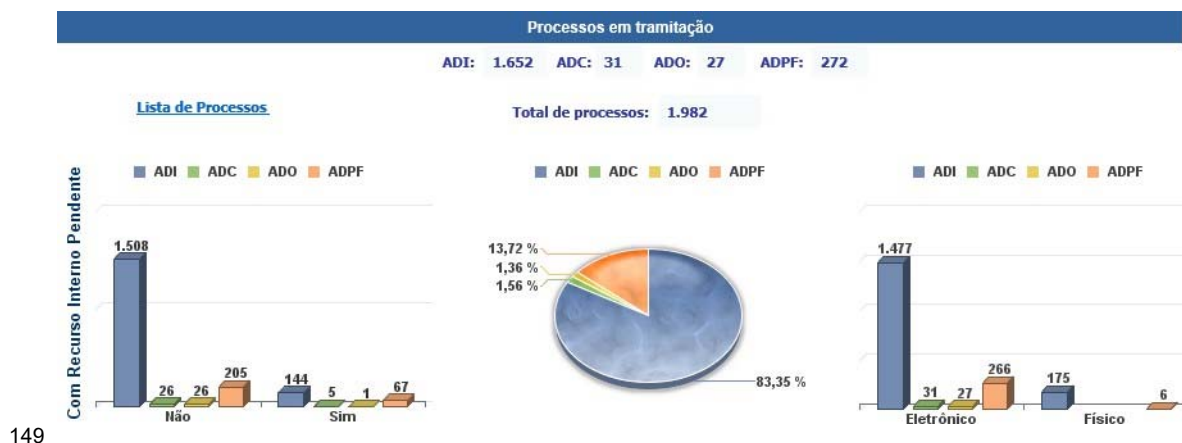 Processos em tramitação
ADI: 1.652 ADC: 31 ADO: 27 ADPF: 272
Lista de Processos
Total de processos: 1.982
Com Recurso Interno Pendente
ADI ADC ADO ADPF
1.508
26
26
205
144
5
1
67
Não
Sim
ADI ADC ADO ADPF
13,72 %
1,36 %
1,56 %
83,35 %
ADI ADC ADO ADPF
1.477
31
27
266
175
6
Eletrônico
Físico
149